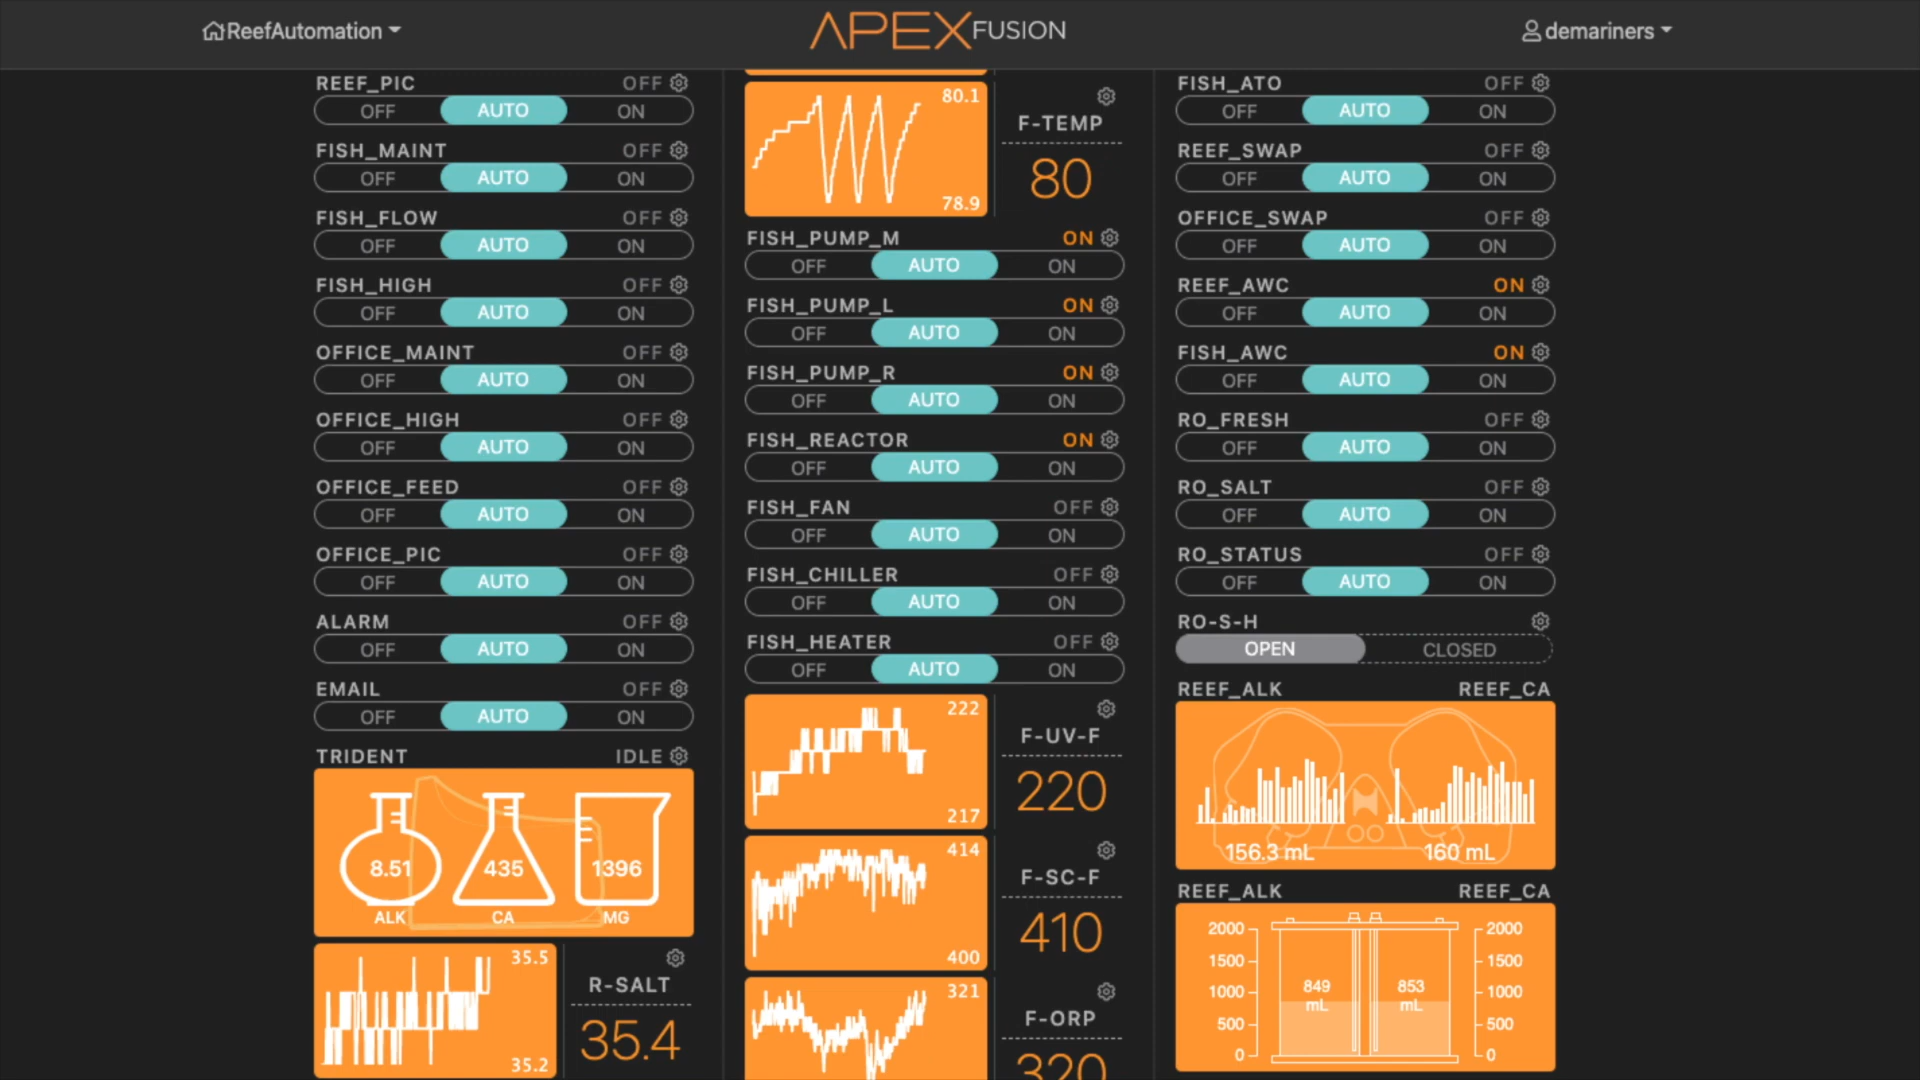 ReefAutomation
APEX FUSION
demariners
REEF_PIC OFF
OFF AUTO ON
FISH_MAINT OFF
OFF AUTO ON
FISH_FLOW OFF
OFF AUTO ON
FISH_HIGH OFF
OFF AUTO ON
OFFICE_MAINT OFF
OFF AUTO ON
OFFICE_HIGH OFF
OFF AUTO ON
OFFICE_FEED OFF
OFF AUTO ON
OFFICE_PIC OFF
OFF AUTO ON
ALARM OFF
OFF AUTO ON
EMAIL OFF
OFF AUTO ON
TRIDENT IDLE
8.51 435 1396
ALK CA MG
35.5
R-SALT
35.4
35.2
80.1
F-TEMP
80
78.9
FISH_PUMP_M ON
OFF AUTO ON
FISH_PUMP_L ON
OFF AUTO ON
FISH_PUMP_R ON
OFF AUTO ON
FISH_REACTOR ON
OFF AUTO ON
FISH_FAN OFF
OFF AUTO ON
FISH_CHILLER OFF
OFF AUTO ON
FISH_HEATER OFF
OFF AUTO ON
222
F-UV-F
220
217
414
F-SC-F
410
400
321
F-ORP
320
FISH_ATO OFF
OFF AUTO ON
REEF_SWAP OFF
OFF AUTO ON
OFFICE_SWAP OFF
OFF AUTO ON
REEF_AWC ON
OFF AUTO ON
FISH_AWC ON
OFF AUTO ON
RO_FRESH OFF
OFF AUTO ON
RO_SALT OFF
OFF AUTO ON
RO_STATUS OFF
OFF AUTO ON
RO-S-H
OPEN CLOSED
REEF_ALK REEF_CA
156.3 mL 160 mL
REEF_ALK REEF_CA
2000 2000
1500 1500
849 853
1000 1000
mL mL
500 500
0 0